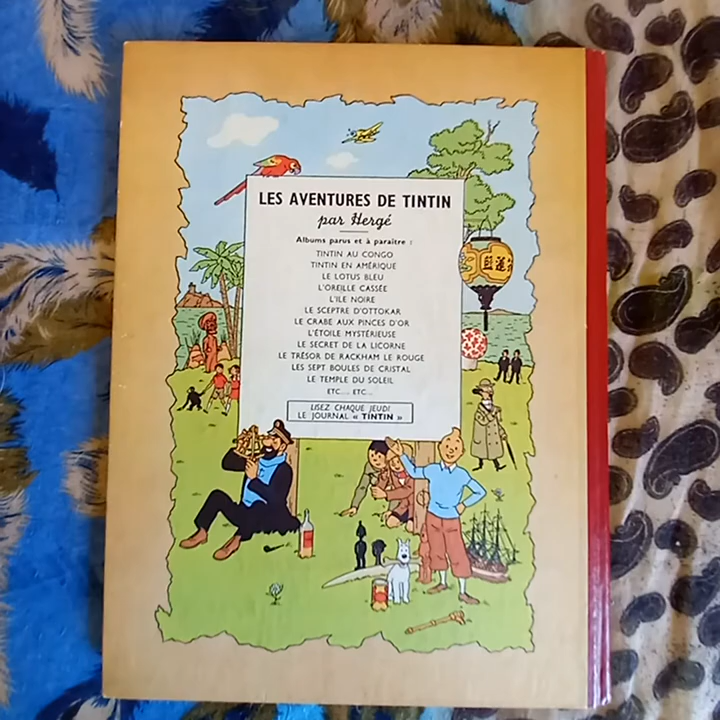 LES AVENTURES DE TINTIN
par Hergé
Albums parus et à paraître :
TINTIN AU CONGO
TINTIN EN AMÉRIQUE
LE LOTUS BLEU
L'OREILLE CASSÉE
L'ILE NOIRE
LE SCEPTRE D'OTTOKAR
LE CRABE AUX PINCES D'OR
L'ÉTOILE MYSTÉRIEUSE
LE SECRET DE LA LICORNE
LE TRÉSOR DE RACKHAM LE ROUGE
LES SEPT BOULES DE CRISTAL
LE TEMPLE DU SOLEIL
ETC.... ETC...
LISEZ CHAQUE JEUDI
LE JOURNAL « TINTIN »